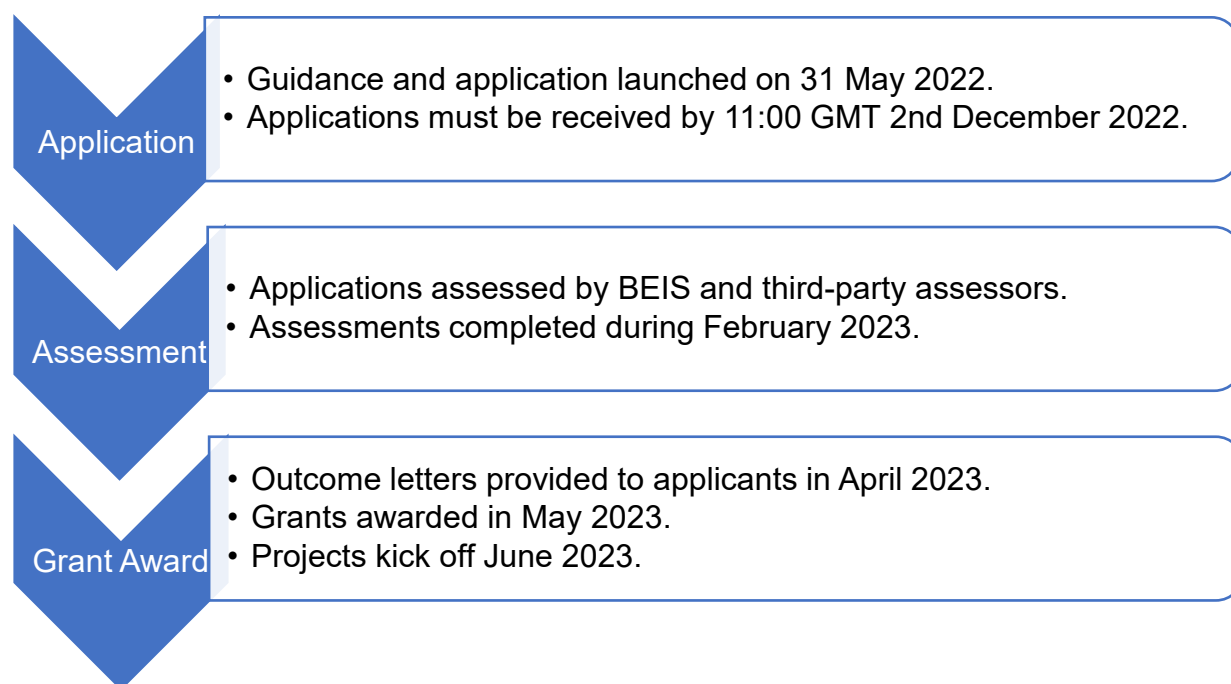 Application
• Guidance and application launched on 31 May 2022.
• Applications must be received by 11:00 GMT 2nd December 2022.
Assessment
• Applications assessed by BEIS and third-party assessors.
• Assessments completed during February 2023.
Grant Award
• Outcome letters provided to applicants in April 2023.
• Grants awarded in May 2023.
• Projects kick off June 2023.